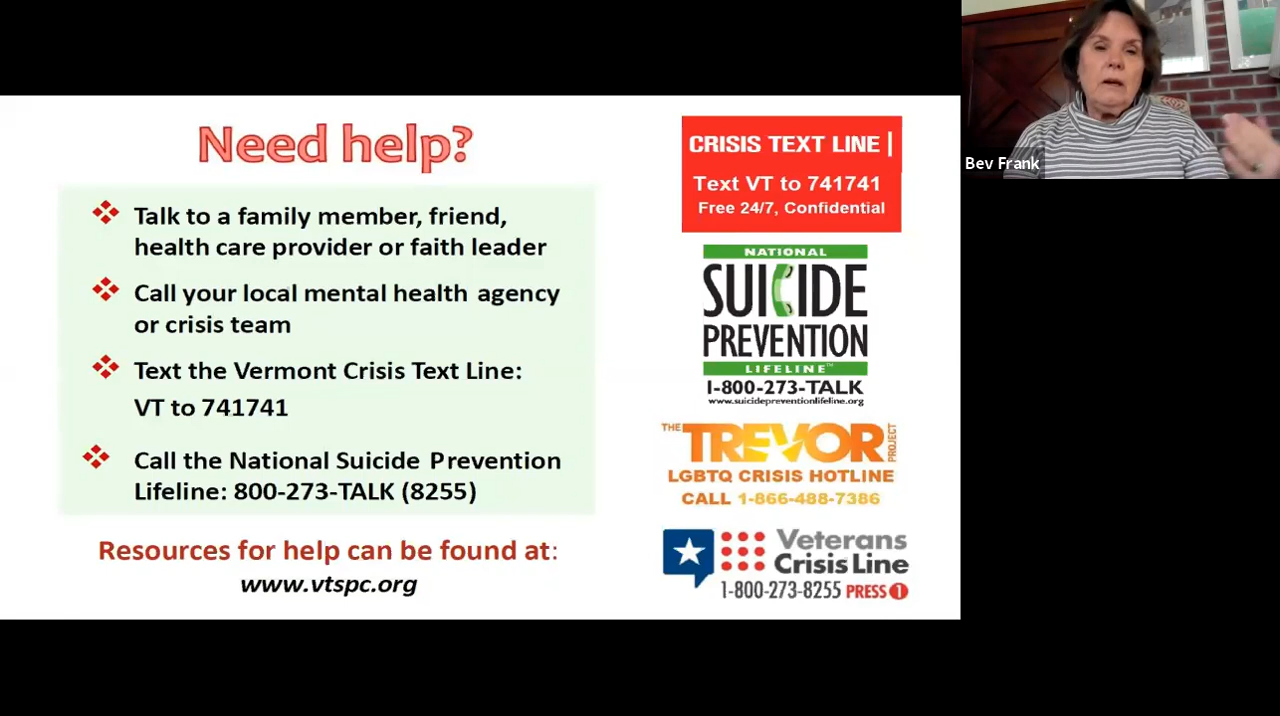 Need help?
Talk to a family member, friend,
health care provider or faith leader
Call your local mental health agency
or crisis team
Text the Vermont Crisis Text Line:
VT to 741741
Call the National Suicide Prevention
Lifeline: 800-273-TALK (8255)
Resources for help can be found at:
www.vtspc.org
CRISIS TEXT LINE |
Text VT to 741741
Free 24/7, Confidential
NATIONAL
SUICIDE
PREVENTION
LIFELINE™
1-800-273-TALK
www.suicidepreventionlifeline.org
THE TREVOR PROJECT
LGBTQ CRISIS HOTLINE
CALL 1-866-488-7386
Veterans
Crisis Line
1-800-273-8255 PRESS 1
Bev Frank